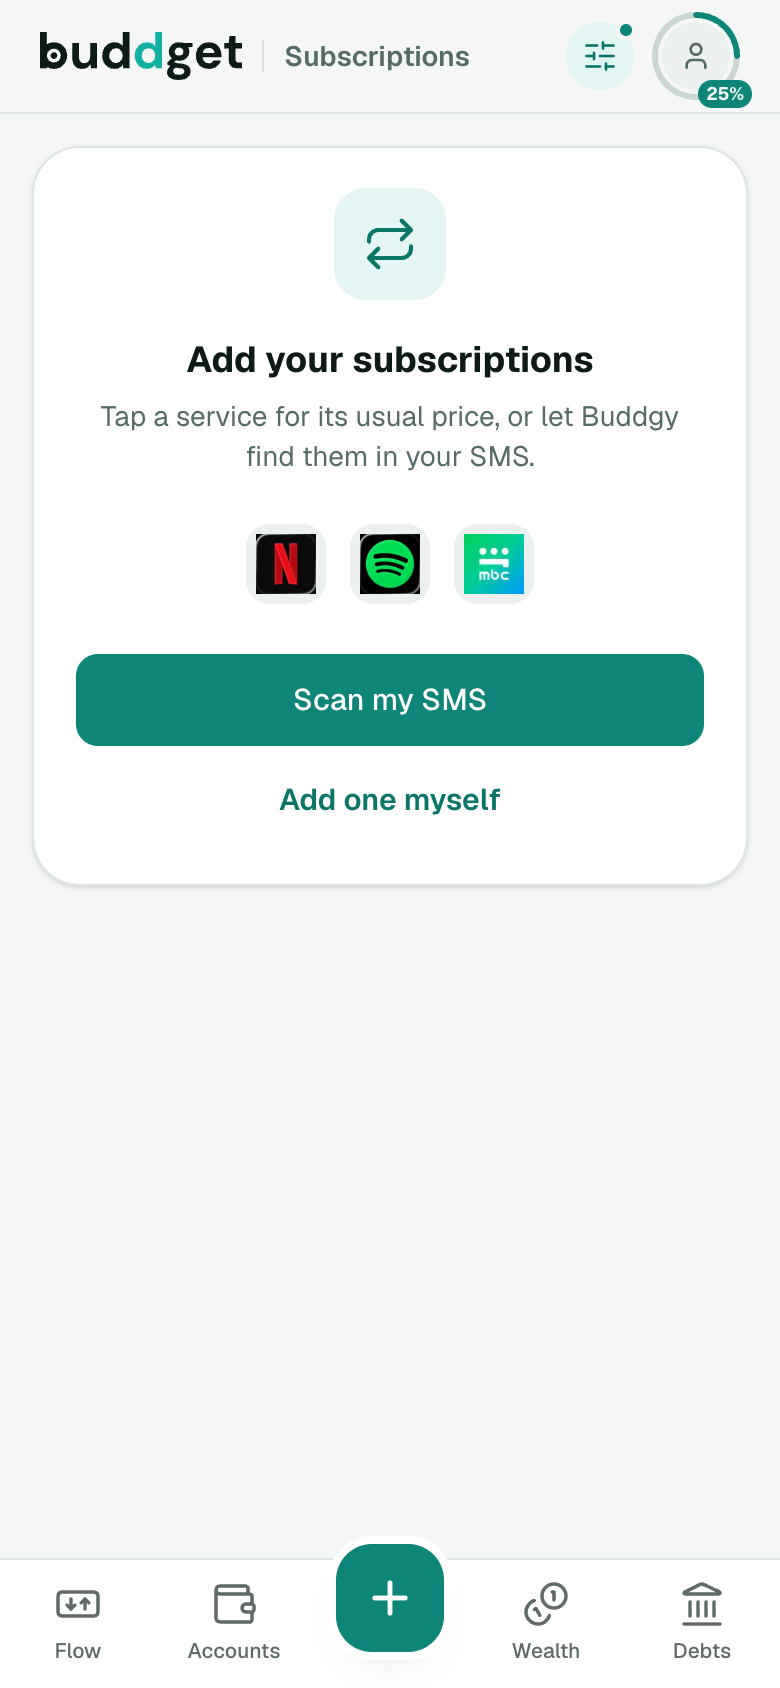 buddget
Subscriptions
25%
Add your subscriptions
Tap a service for its usual price, or let Buddgy
find them in your SMS.
N
mbc
Scan my SMS
Add one myself
Flow
Accounts
Wealth
Debts